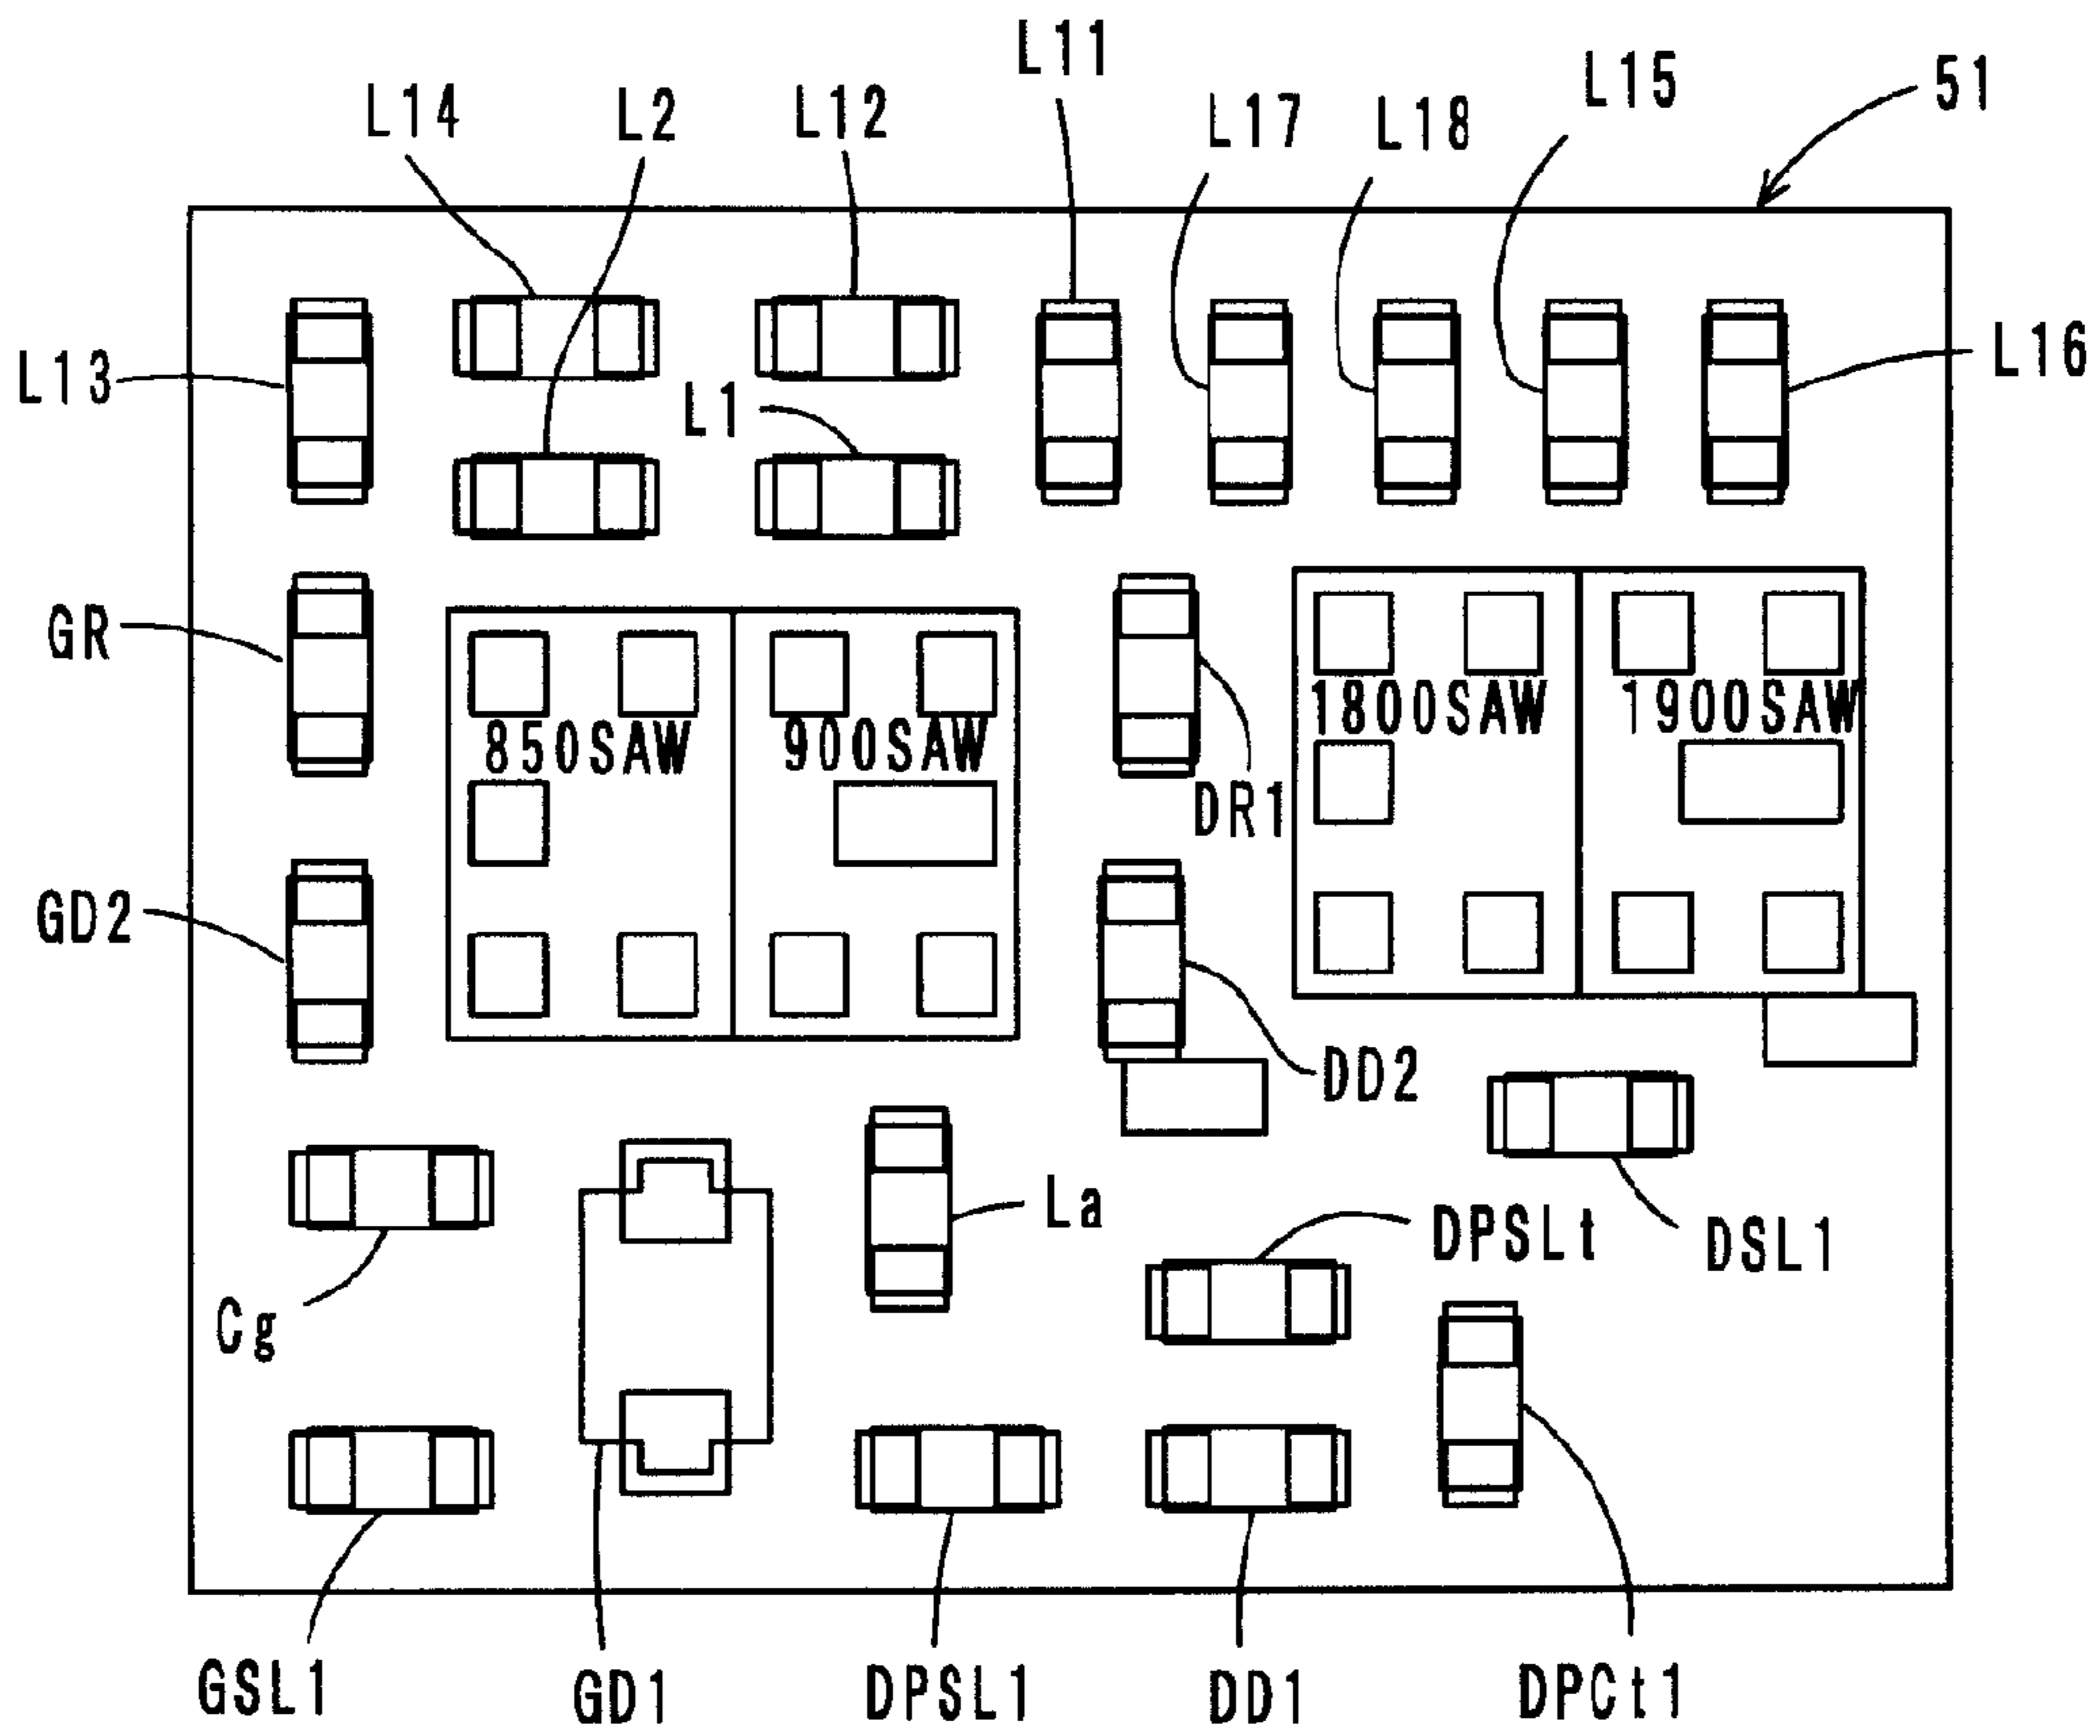 L11
51
L15
L14
L2
L12
L17
L18
L13
L1
L16
GR
850SAW
900SAW
1800SAW
1900SAW
DR1
GD2
DD2
La
DPSLt
DSL1
Cg
GSL1
GD1
DPSL1
DD1
DPCt1